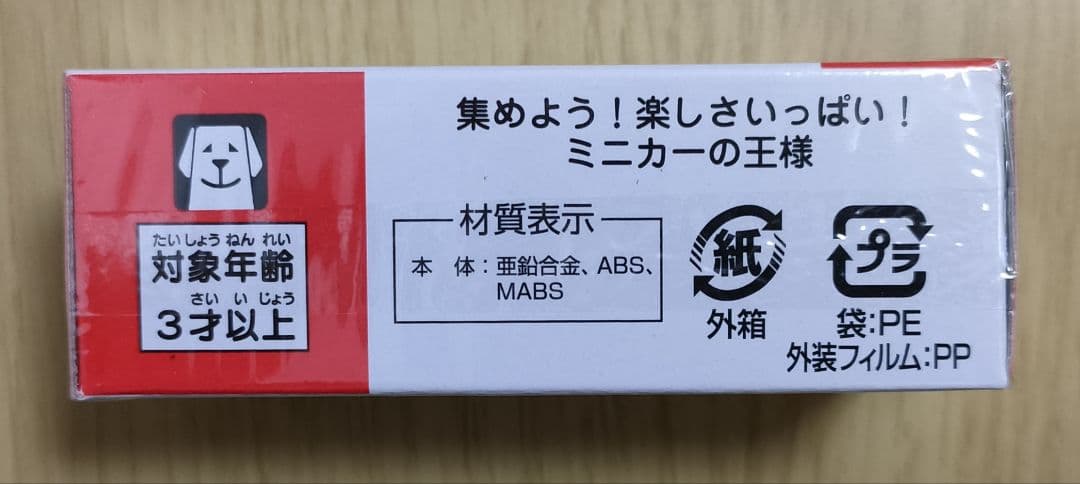 集めよう！楽しさいっぱい！
ミニカーの王様
たいしょうねんれい
対象年齢
さいいじょう
3才以上
材質表示
本　体：亜鉛合金、ABS、
MABS
紙
外箱
プラ
袋：PE
外装フィルム：PP